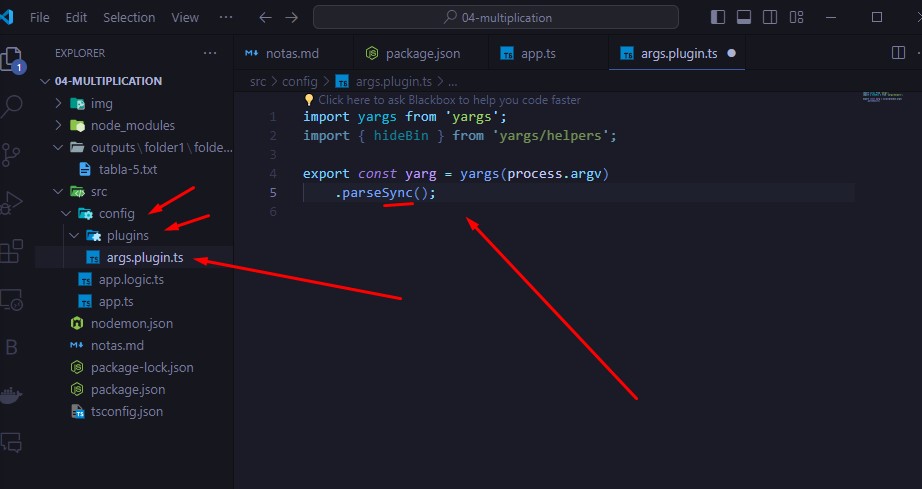 File Edit Selection View ... 04-multiplication
EXPLORER ...
notas.md package.json app.ts args.plugin.ts
04-MULTIPLICATION
src > config > args.plugin.ts > ...
img
node_modules
outputs\folder1\folde...
tabla-5.txt
src
config
plugins
args.plugin.ts
app.logic.ts
app.ts
nodemon.json
notas.md
package-lock.json
package.json
tsconfig.json
1
B
Click here to ask Blackbox to help you code faster
1 import yargs from 'yargs';
2 import { hideBin } from 'yargs/helpers';
3
4 export const yarg = yargs(process.argv)
5 .parseSync();
6